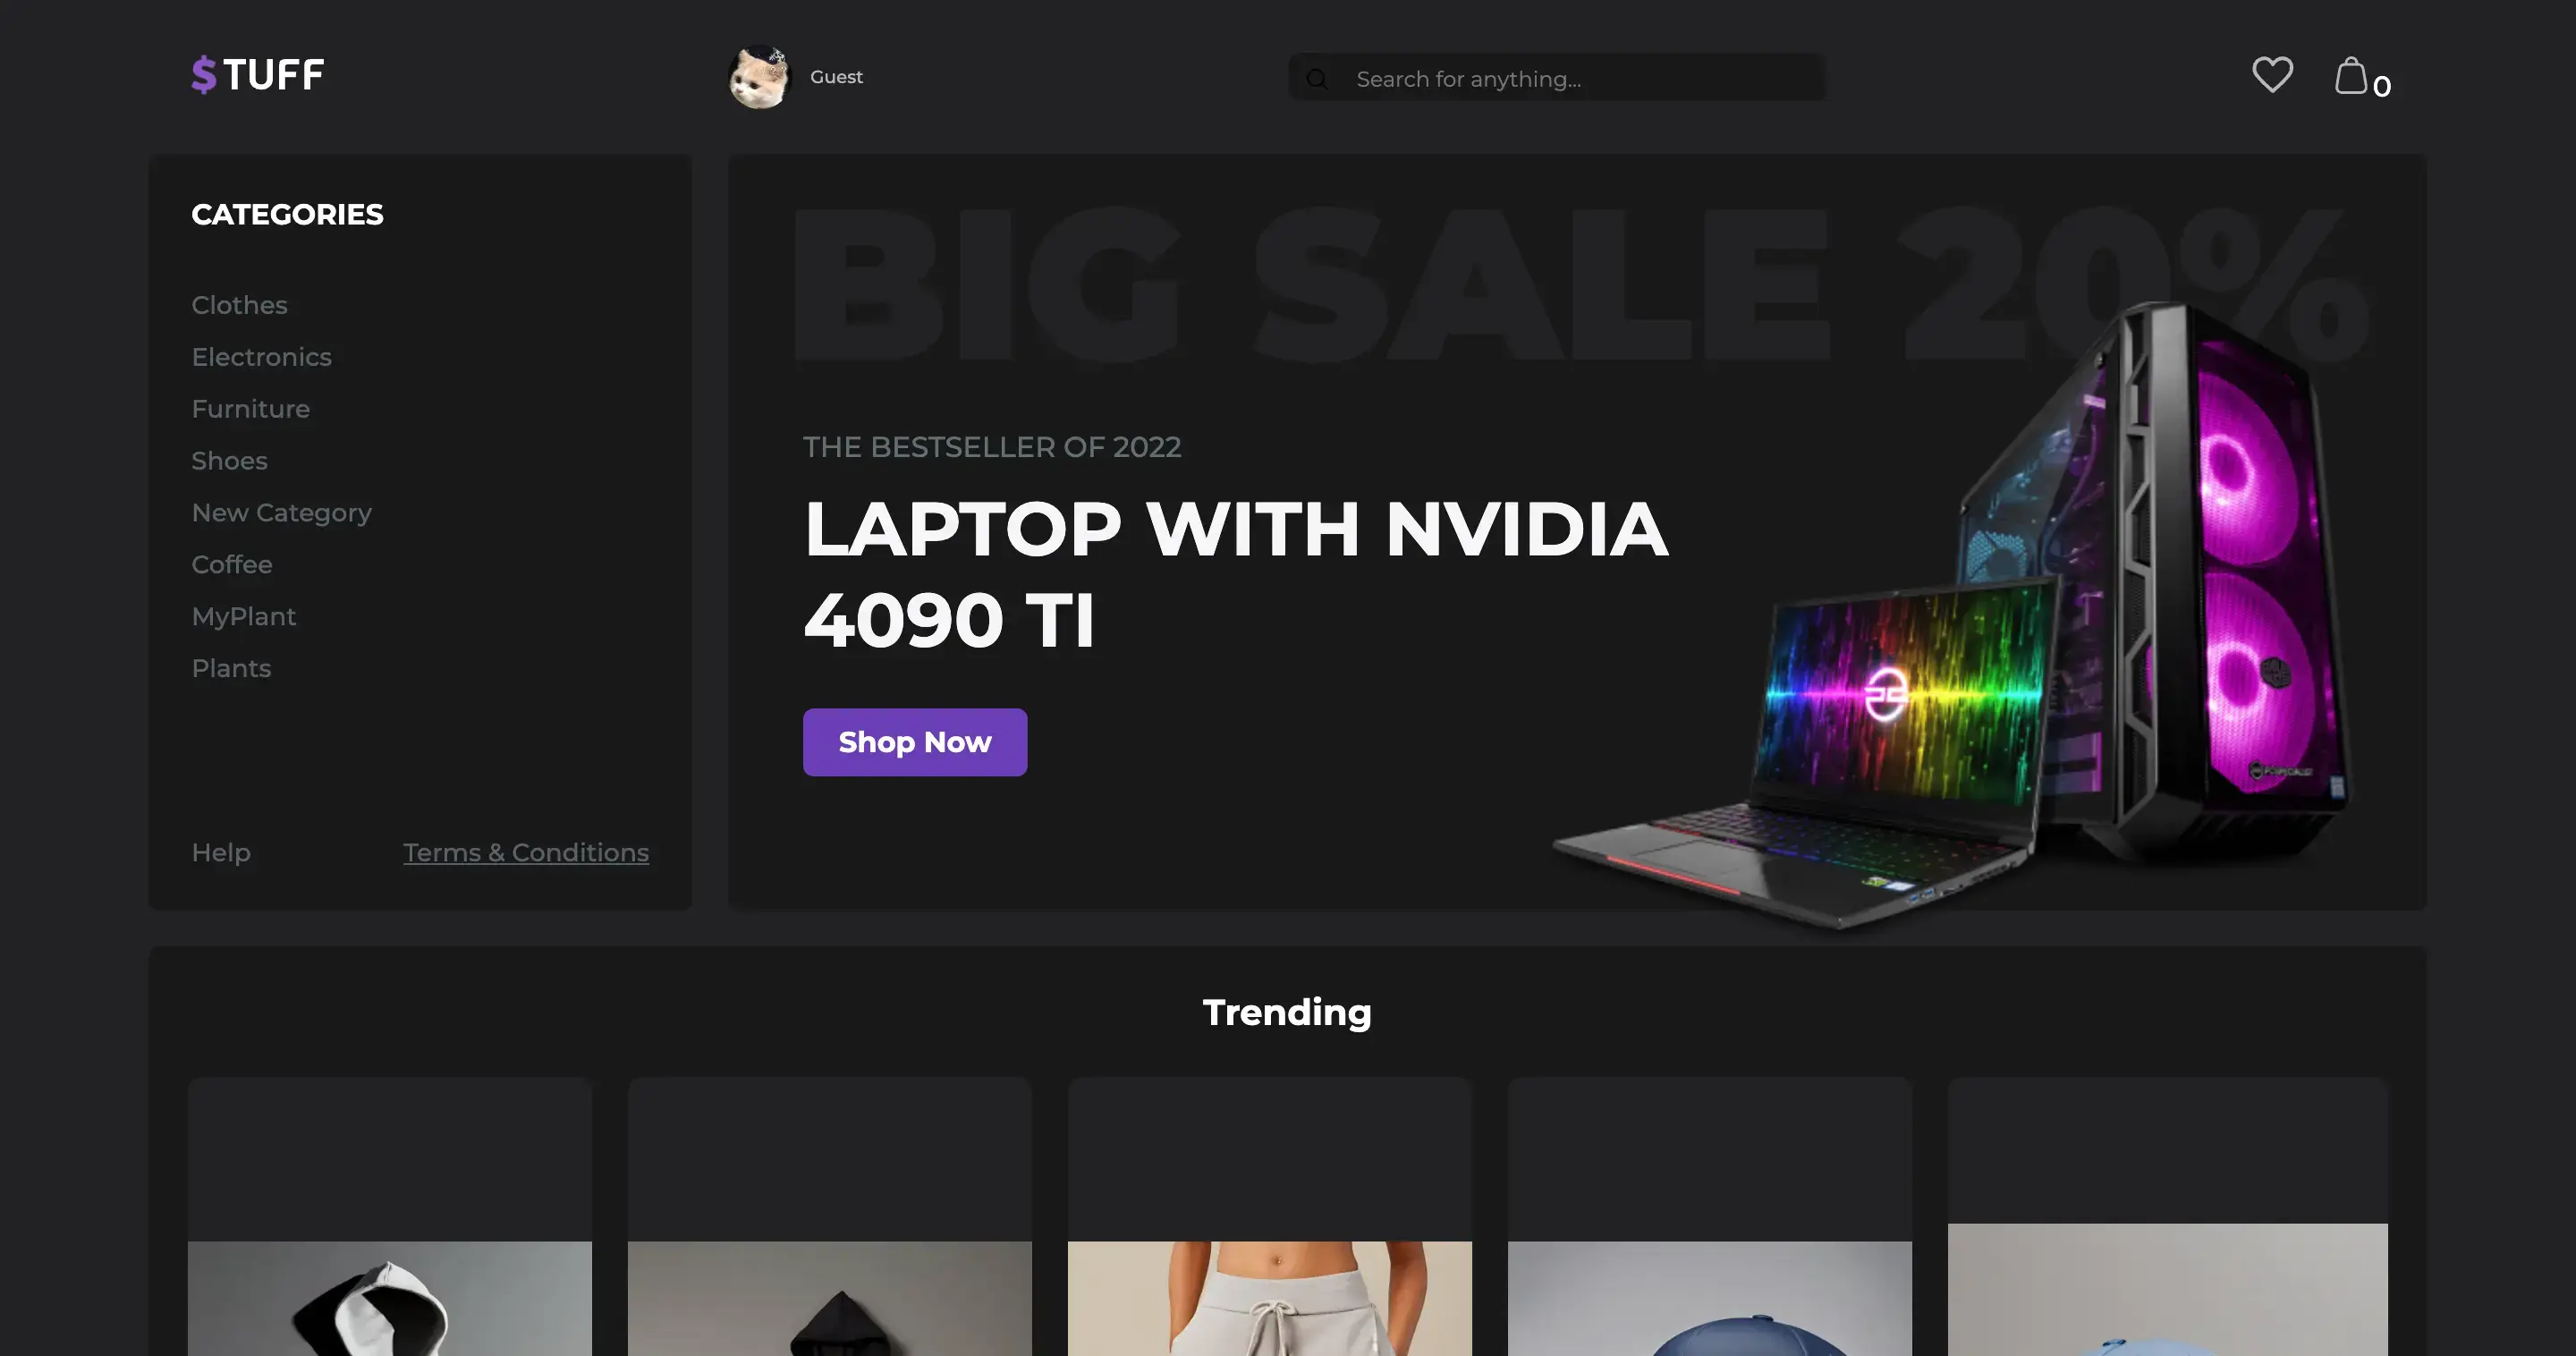 $TUFF
Guest
Search for anything...
0
CATEGORIES
Clothes
Electronics
Furniture
Shoes
New Category
Coffee
MyPlant
Plants
Help
Terms & Conditions
BIG SALE 20%
THE BESTSELLER OF 2022
LAPTOP WITH NVIDIA
4090 TI
Shop Now
Trending